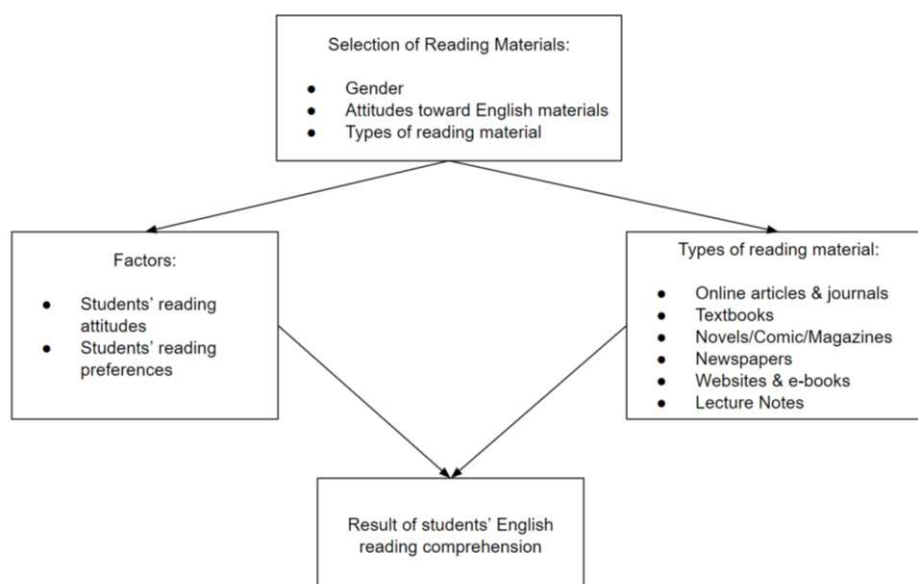 Selection of Reading Materials:
● Gender
● Attitudes toward English materials
● Types of reading material
Factors:
● Students’ reading
attitudes
● Students’ reading
preferences
Types of reading material:
● Online articles & journals
● Textbooks
● Novels/Comic/Magazines
● Newspapers
● Websites & e-books
● Lecture Notes
Result of students’ English
reading comprehension